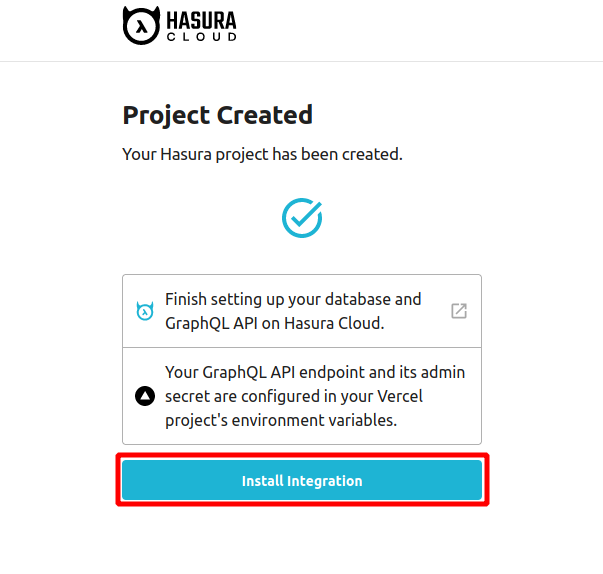 HASURA
CLOUD
Project Created
Your Hasura project has been created.
Finish setting up your database and
GraphQL API on Hasura Cloud.
Your GraphQL API endpoint and its admin
secret are configured in your Vercel
project's environment variables.
Install Integration